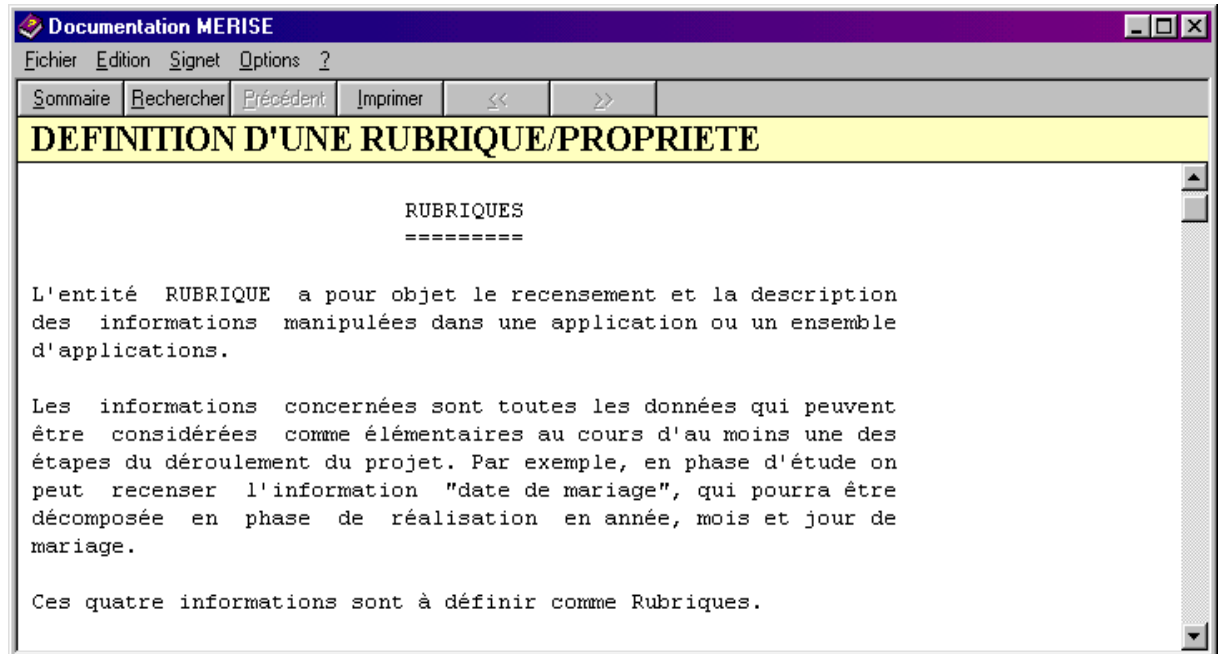 Documentation MERISE
Fichier Edition Signet Options ?
Sommaire Rechercher Précédent Imprimer << >>
DEFINITION D'UNE RUBRIQUE/PROPRIETE
RUBRIQUES
=========
L'entité RUBRIQUE a pour objet le recensement et la description
des informations manipulées dans une application ou un ensemble
d'applications.
Les informations concernées sont toutes les données qui peuvent
être considérées comme élémentaires au cours d'au moins une des
étapes du déroulement du projet. Par exemple, en phase d'étude on
peut recenser l'information "date de mariage", qui pourra être
décomposée en phase de réalisation en année, mois et jour de
mariage.
Ces quatre informations sont à définir comme Rubriques.